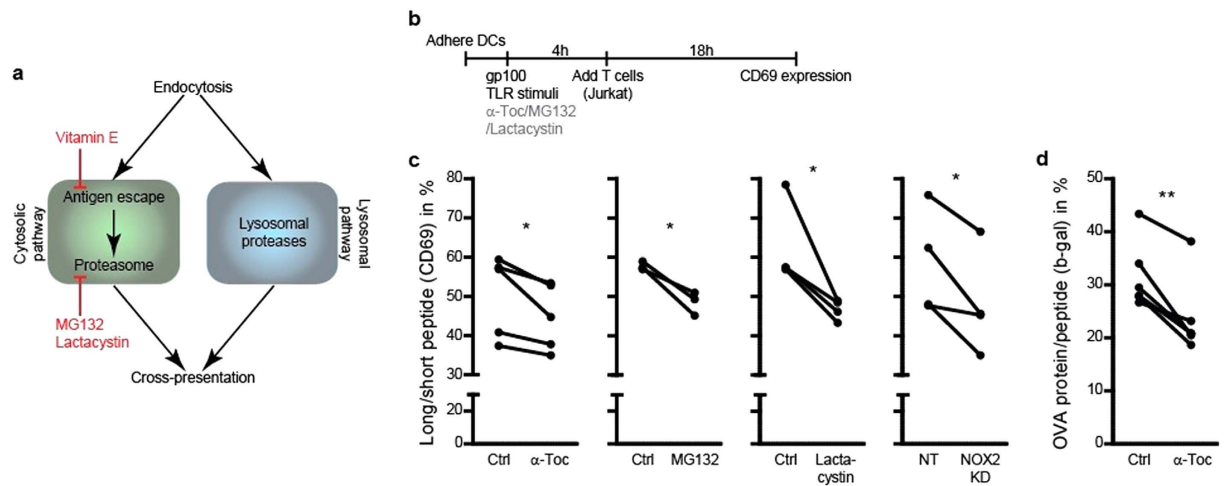 a
Endocytosis
Vitamin E
Antigen escape
Proteasome
Cytosolic
pathway
Lysosomal
proteases
Lysosomal
pathway
MG132
Lactacystin
Cross-presentation
b
Adhere DCs
4h
18h
gp100
TLR stimuli
α-Toc/MG132
/Lactacystin
Add T cells
(Jurkat)
CD69 expression
c
Long/short peptide (CD69) in %
80
70
60
50
40
30
20
0
*
Ctrl α-Toc
*
Ctrl MG132
*
Ctrl Lacta-
cystin
*
NT NOX2
KD
d
OVA protein/peptide (b-gal) in %
50
40
30
20
10
0
**
Ctrl α-Toc